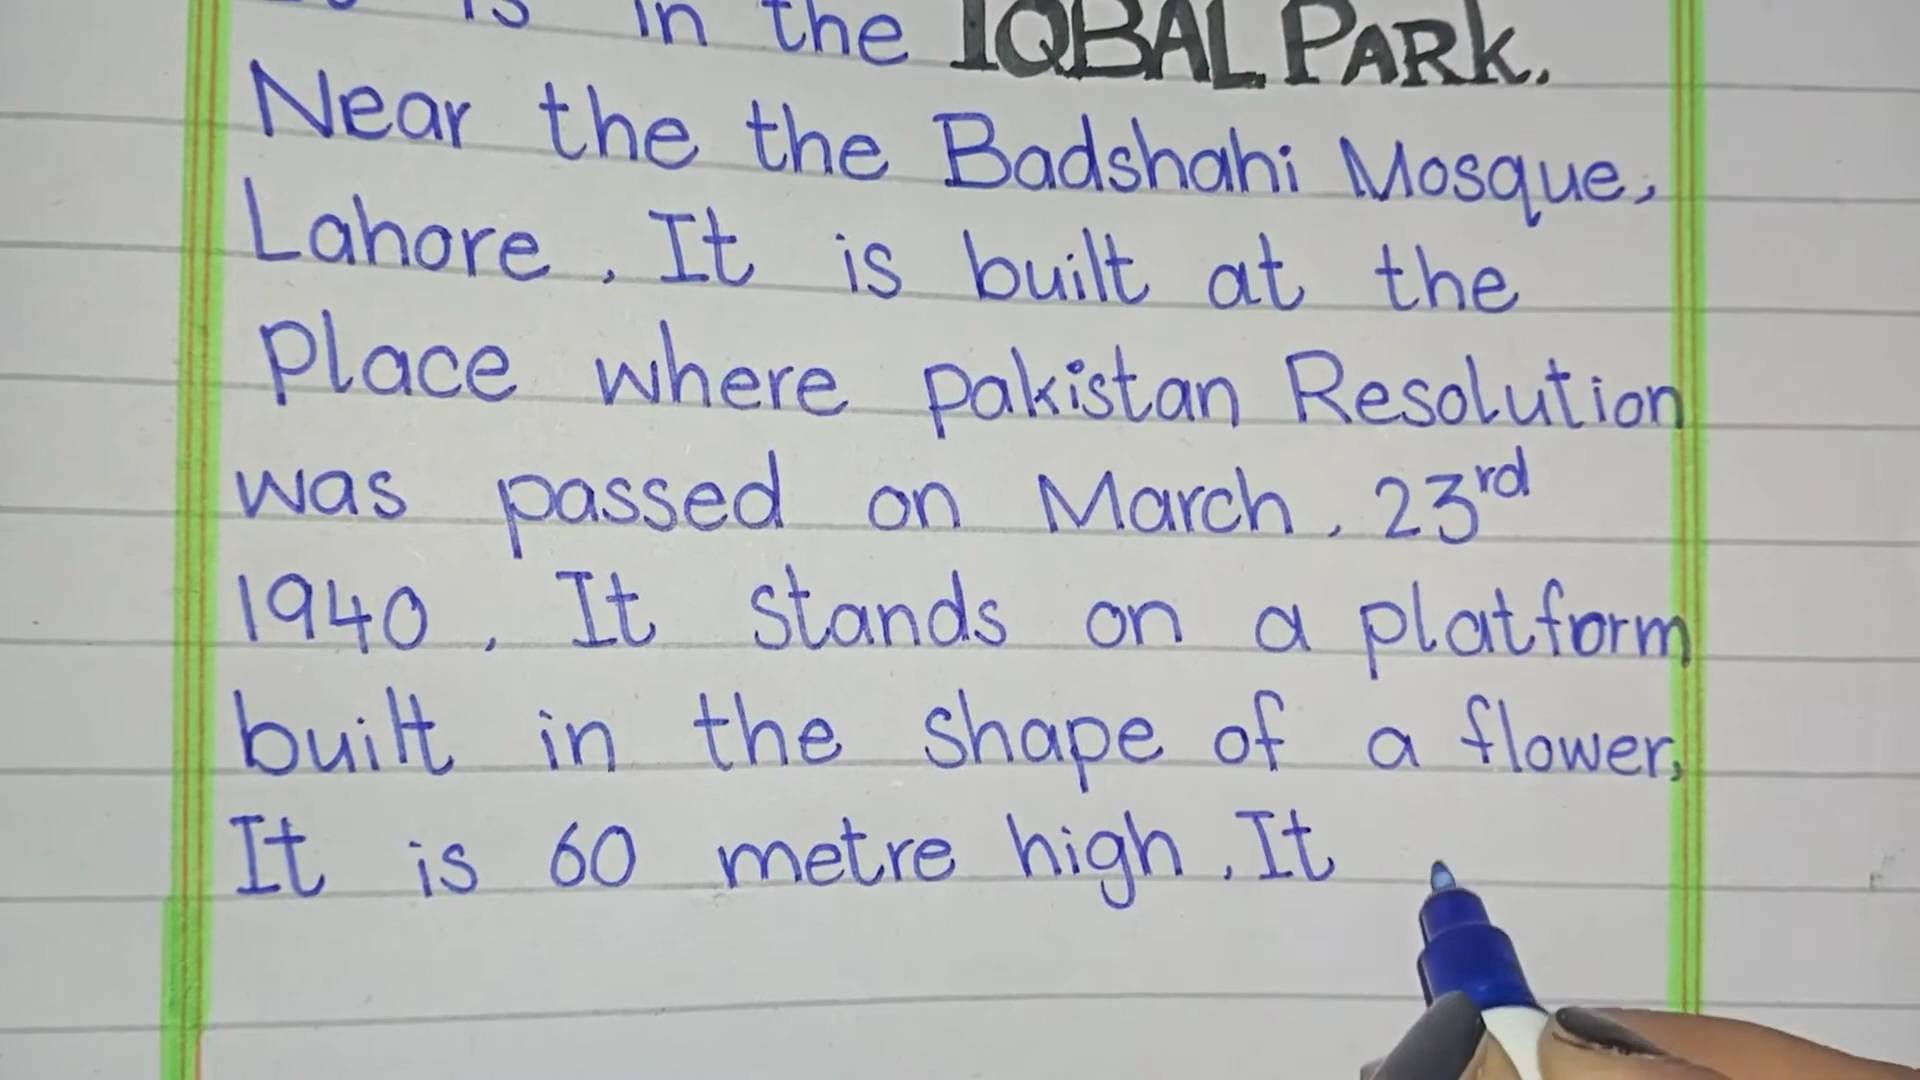 is in the IQBAL PARK.
Near the the Badshahi Mosque,
Lahore. It is built at the
Place where pakistan Resolution
was passed on March, 23rd
1940. It stands on a platform
built in the shape of a flower,
It is 60 metre high. It